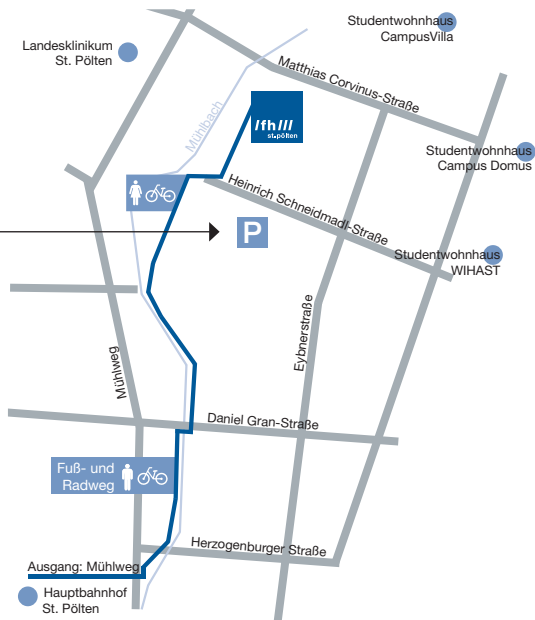 Studentwohnhaus
CampusVilla
Landesklinikum
St. Pölten
Matthias Corvinus-Straße
Mühlbach
/fh///
st.pölten
Studentwohnhaus
Campus Domus
Heinrich Schneidmadl-Straße
P
Studentwohnhaus
WIHAST
Eybnerstraße
Mühlweg
Daniel Gran-Straße
Fuß- und
Radweg
Herzogenburger Straße
Ausgang: Mühlweg
Hauptbahnhof
St. Pölten